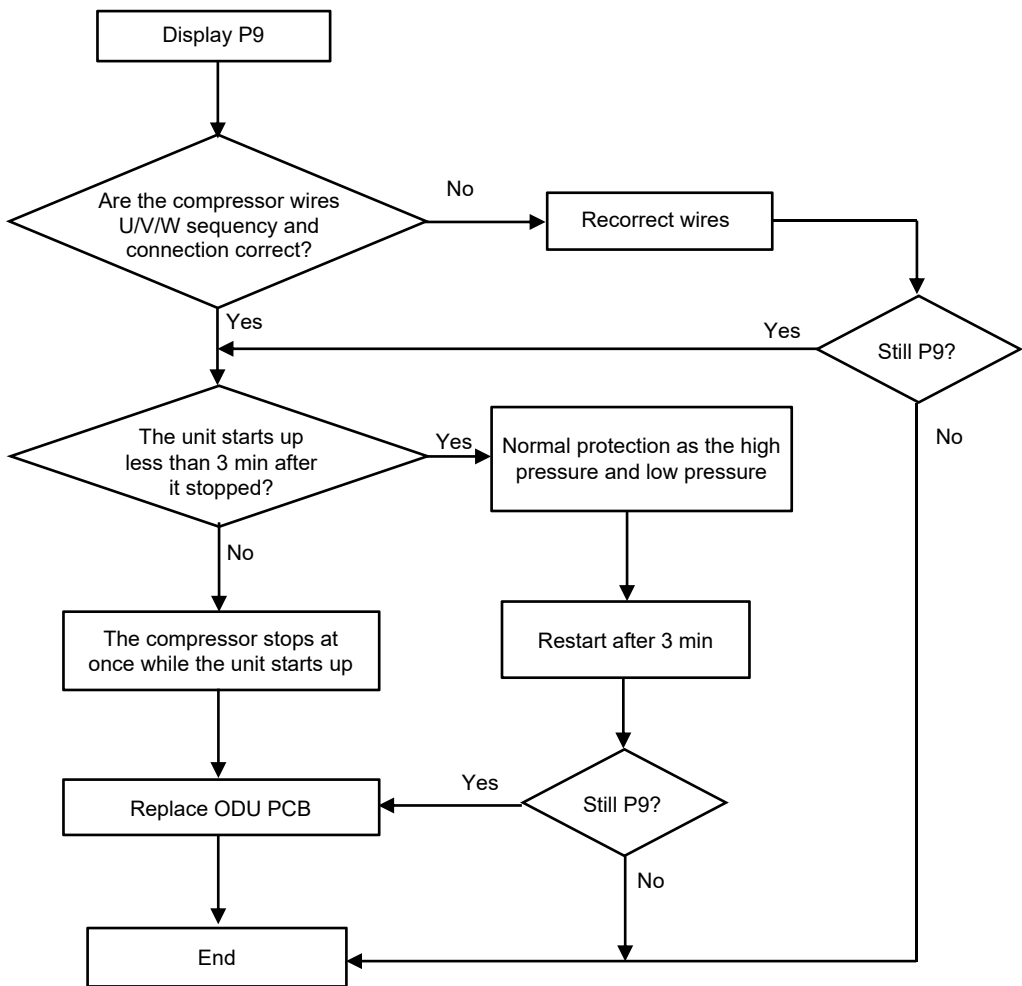 Display P9
Are the compressor wires
U/V/W sequency and
connection correct?
No
Recorrect wires
Yes
Yes
Still P9?
No
The unit starts up
less than 3 min after
it stopped?
Yes
Normal protection as the high
pressure and low pressure
No
The compressor stops at
once while the unit starts up
Restart after 3 min
Replace ODU PCB
Yes
Still P9?
No
End